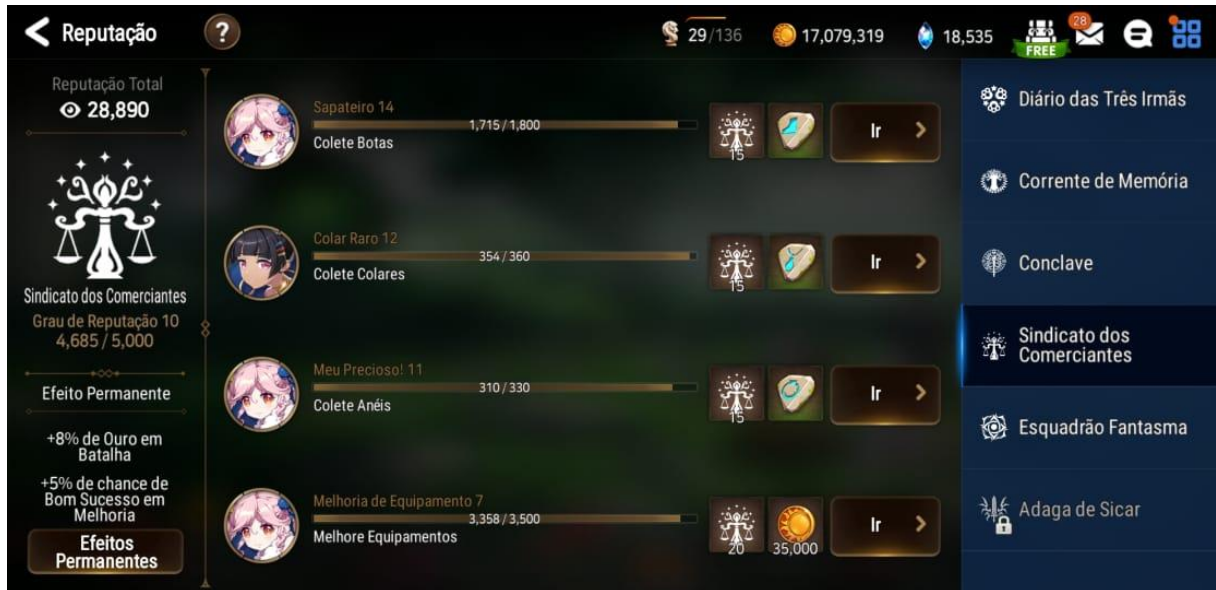 Reputação
?
29/136
17,079,319
18,535
FREE
28
Reputação Total
28,890
Sindicato dos Comerciantes
Grau de Reputação 10
4,685 / 5,000
Efeito Permanente
+8% de Ouro em
Batalha
+5% de chance de
Bom Sucesso em
Melhoria
Efeitos
Permanentes
Sapateiro 14
1,715 / 1,800
Colete Botas
15
Ir
Colar Raro 12
354 / 360
Colete Colares
15
Ir
Meu Precioso! 11
310 / 330
Colete Anéis
15
Ir
Melhoria de Equipamento 7
3,358 / 3,500
Melhore Equipamentos
20
35,000
Ir
Diário das Três Irmãs
Corrente de Memória
Conclave
Sindicato dos
Comerciantes
Esquadrão Fantasma
Adaga de Sicar